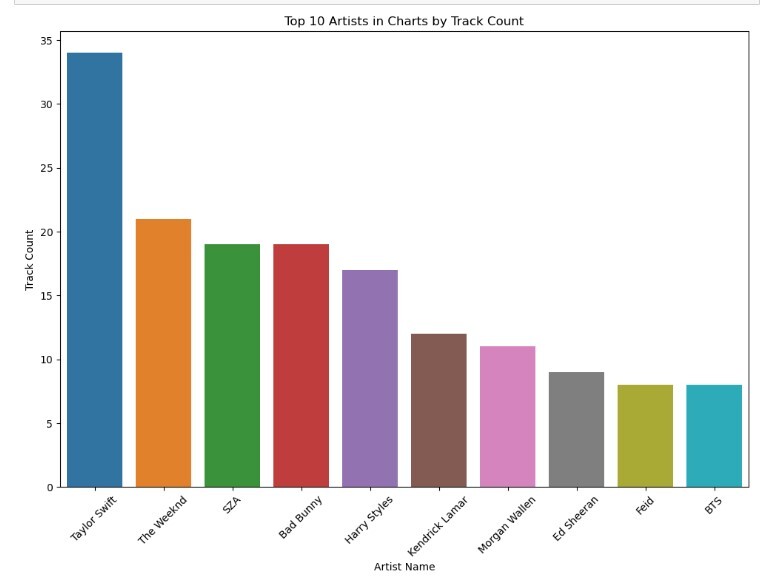 Top 10 Artists in Charts by Track Count
35
30
25
20
15
10
5
0
Track Count
Taylor Swift
The Weeknd
SZA
Bad Bunny
Harry Styles
Kendrick Lamar
Morgan Wallen
Ed Sheeran
Feid
BTS
Artist Name